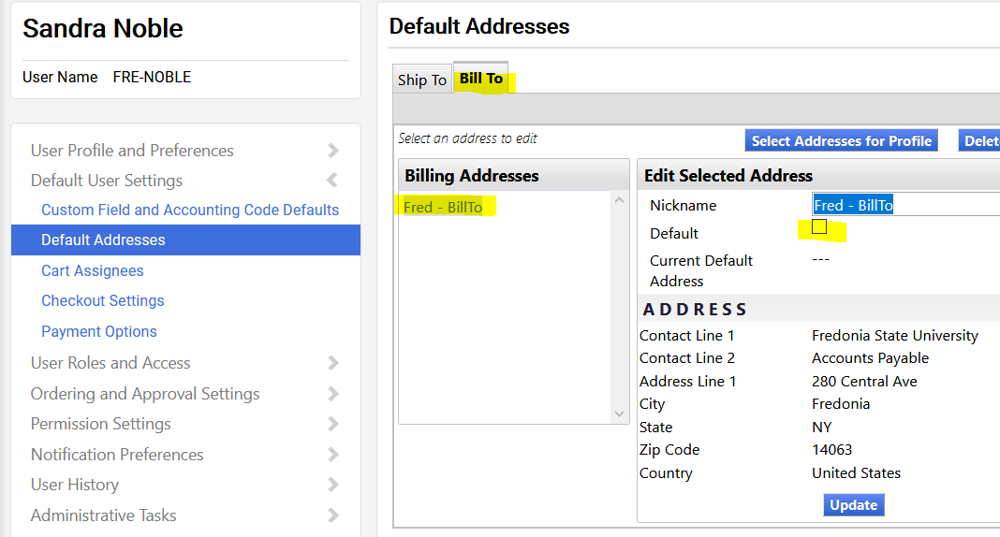 Sandra Noble
User Name FRE-NOBLE
User Profile and Preferences
Default User Settings
Custom Field and Accounting Code Defaults
Default Addresses
Cart Assignees
Checkout Settings
Payment Options
User Roles and Access
Ordering and Approval Settings
Permission Settings
Notification Preferences
User History
Administrative Tasks
Default Addresses
Ship To Bill To
Select an address to edit
Select Addresses for Profile Delet
Billing Addresses
Fred - BillTo
Edit Selected Address
Nickname Fred - BillTo
Default
Current Default ---
Address
ADDRESS
Contact Line 1 Fredonia State University
Contact Line 2 Accounts Payable
Address Line 1 280 Central Ave
City Fredonia
State NY
Zip Code 14063
Country United States
Update